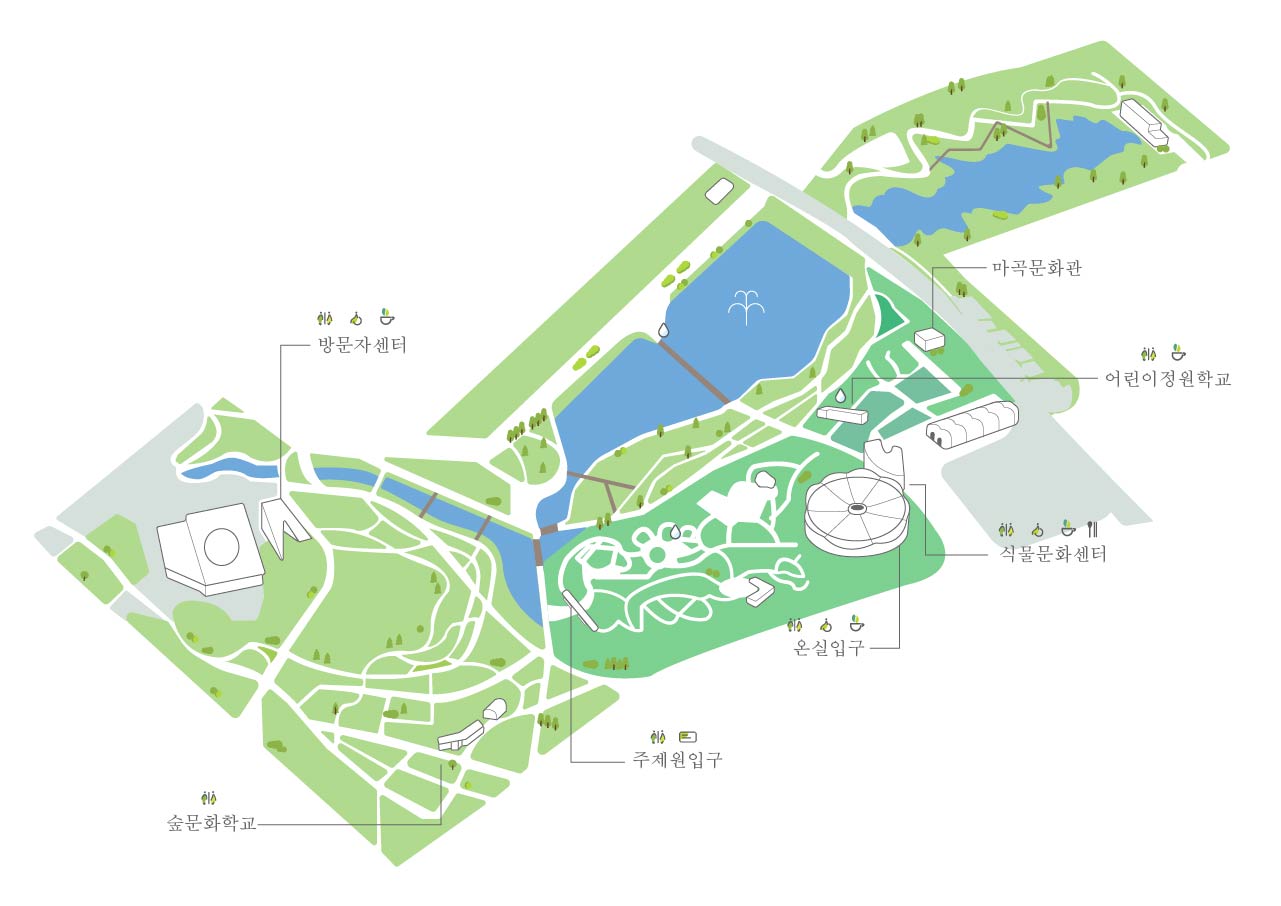 마곡문화관
방문자센터
어린이정원학교
식물문화센터
온실입구
주제원입구
숲문화학교